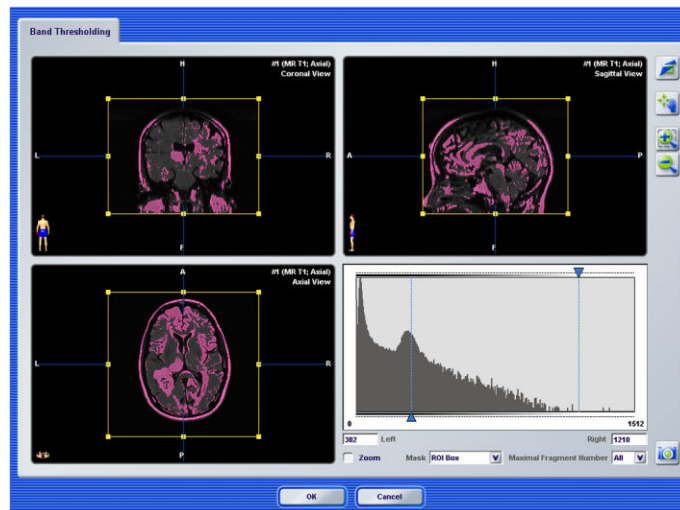 Band Thresholding
H
#1 (MR T1; Axial)
Coronal View
L
R
F
H
#1 (MR T1; Axial)
Sagittal View
A
P
F
A
#1 (MR T1; Axial)
Axial View
L
R
P
0
1512
302 Left
Right 1210
Zoom
Mask ROI Box
Maximal Fragment Number All
OK
Cancel